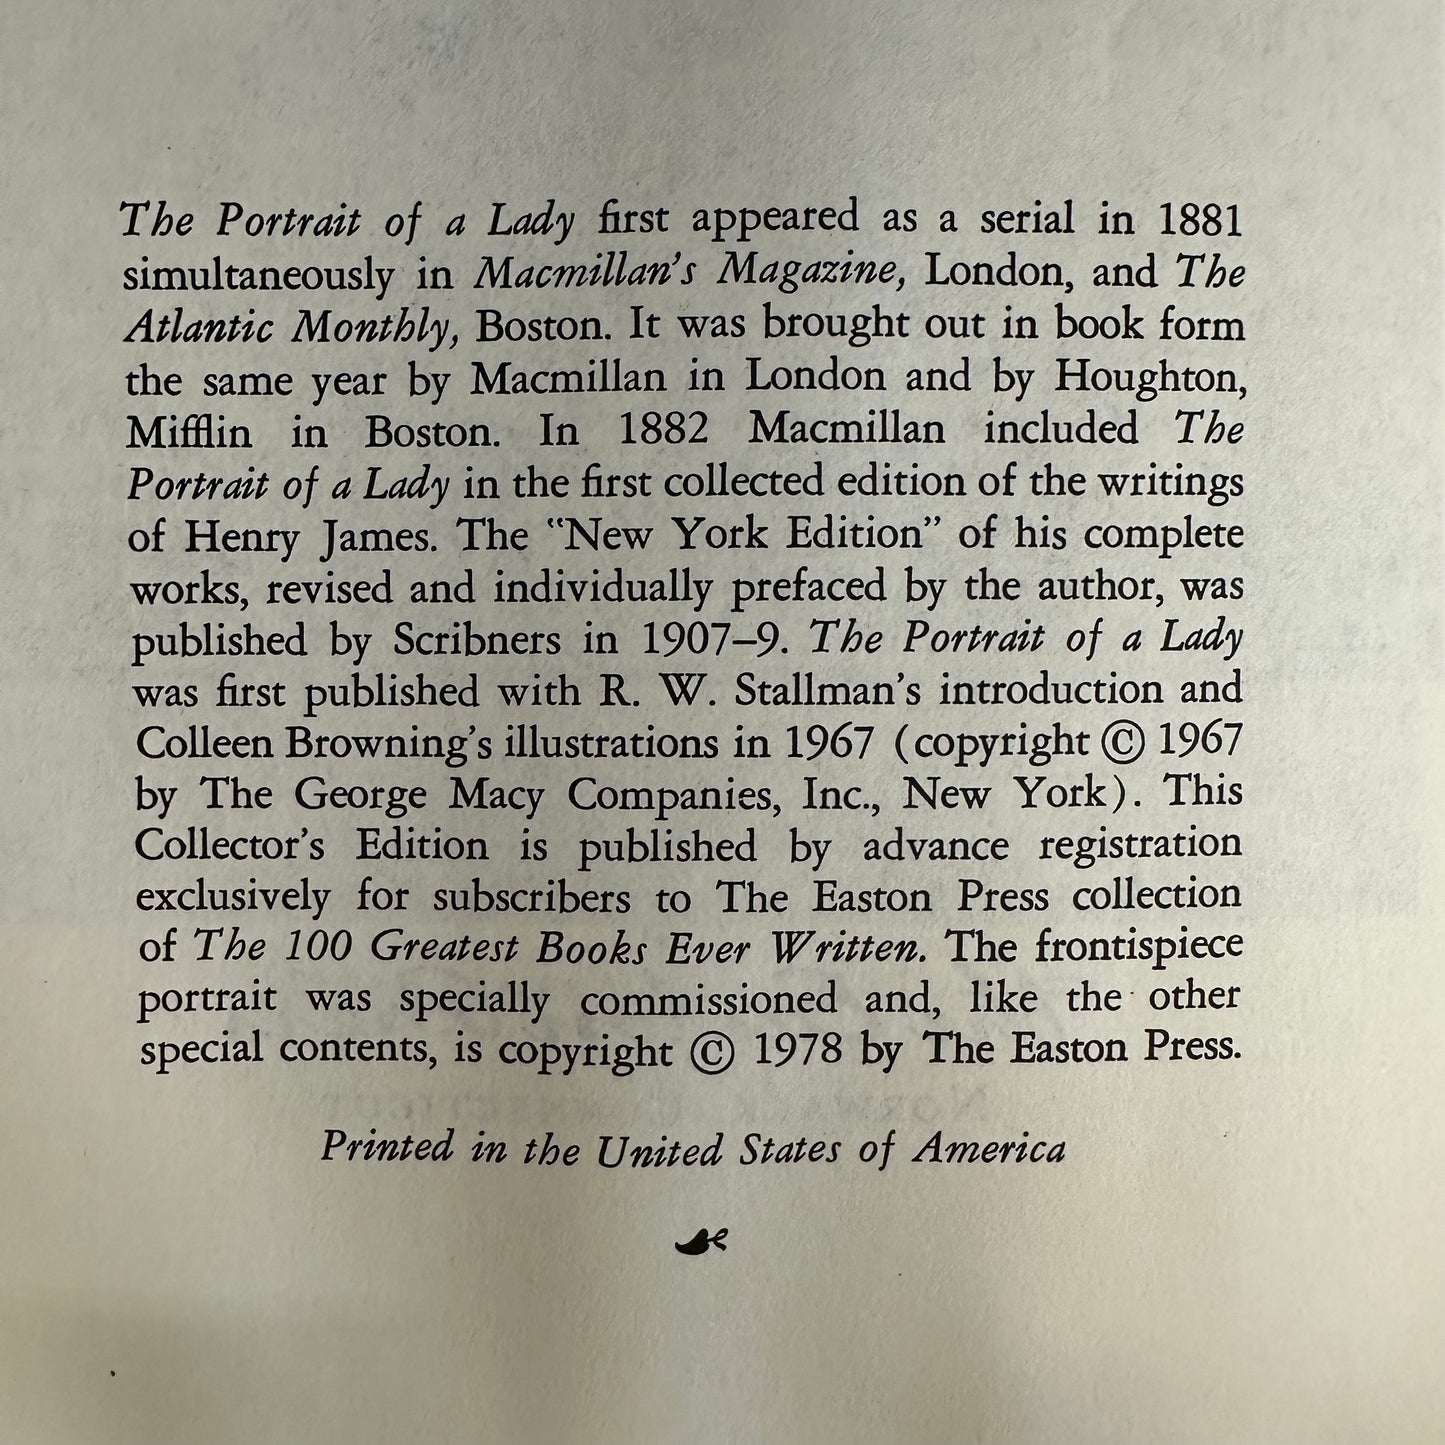 The Portrait of a Lady first appeared as a serial in 1881
simultaneously in Macmillan's Magazine, London, and The
Atlantic Monthly, Boston. It was brought out in book form
the same year by Macmillan in London and by Houghton,
Mifflin in Boston. In 1882 Macmillan included The
Portrait of a Lady in the first collected edition of the writings
of Henry James. The "New York Edition" of his complete
works, revised and individually prefaced by the author, was
published by Scribners in 1907–9. The Portrait of a Lady
was first published with R. W. Stallman's introduction and
Colleen Browning's illustrations in 1967 (copyright © 1967
by The George Macy Companies, Inc., New York). This
Collector's Edition is published by advance registration
exclusively for subscribers to The Easton Press collection
of The 100 Greatest Books Ever Written. The frontispiece
portrait was specially commissioned and, like the other
special contents, is copyright © 1978 by The Easton Press.
Printed in the United States of America